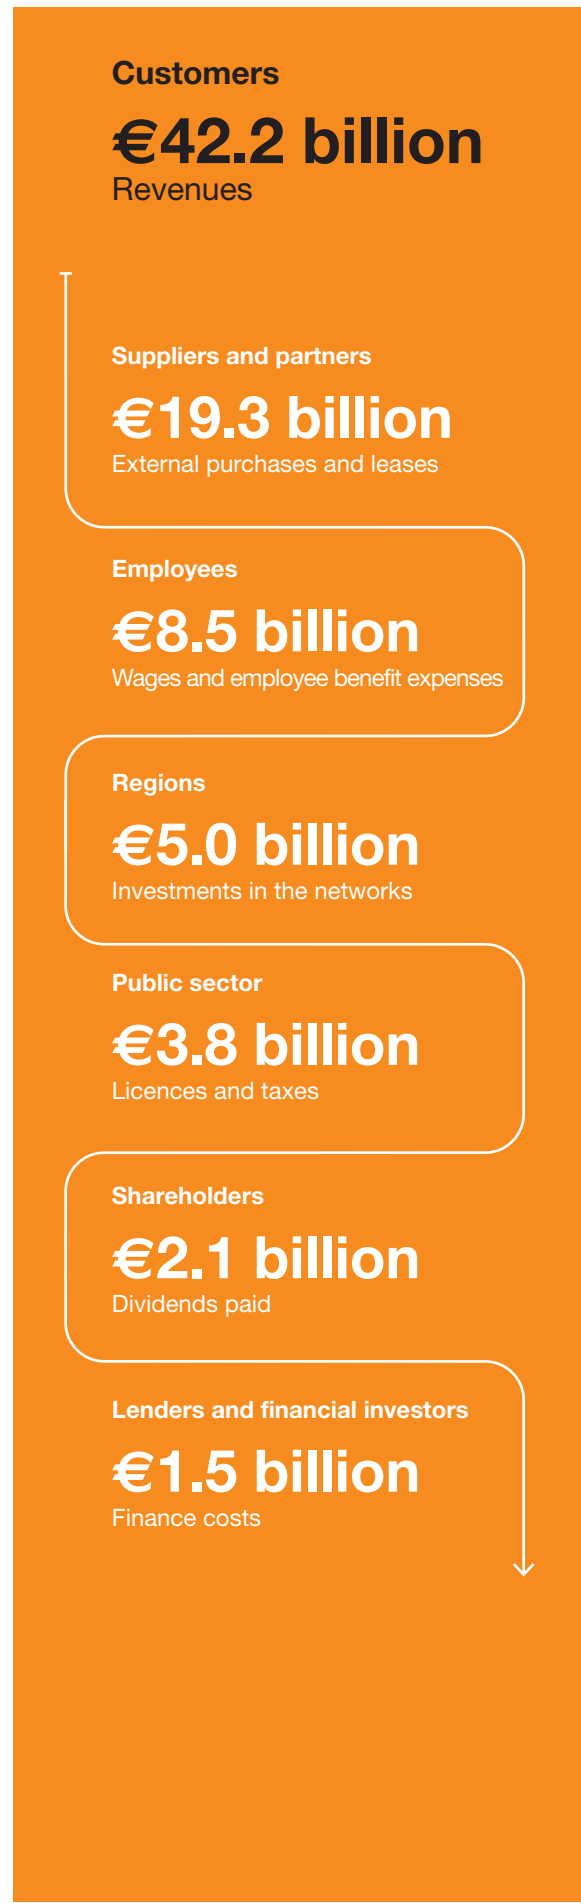 Customers
€42.2 billion
Revenues
Suppliers and partners
€19.3 billion
External purchases and leases
Employees
€8.5 billion
Wages and employee benefit expenses
Regions
€5.0 billion
Investments in the networks
Public sector
€3.8 billion
Licences and taxes
Shareholders
€2.1 billion
Dividends paid
Lenders and financial investors
€1.5 billion
Finance costs